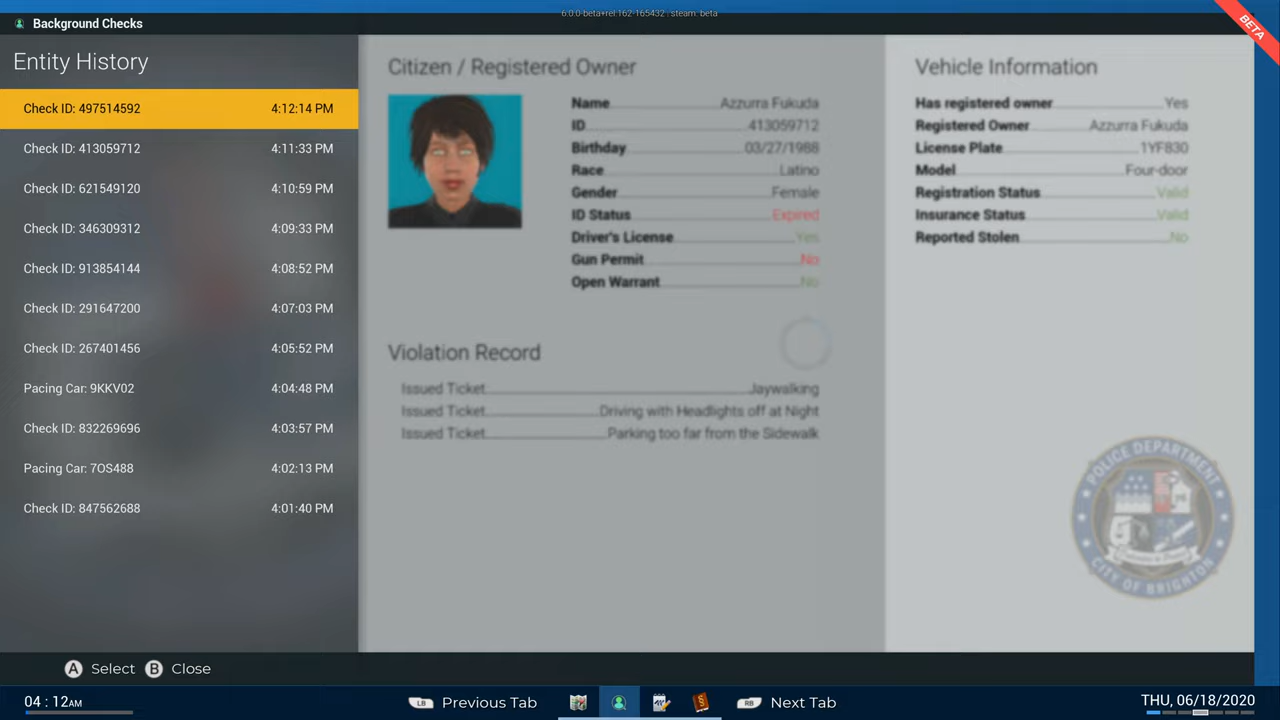 6.0.0-beta+rel.162-165432 : steam: beta
BETA
Background Checks
Entity History
Check ID: 497514592 4:12:14 PM
Check ID: 413059712 4:11:33 PM
Check ID: 621549120 4:10:59 PM
Check ID: 346309312 4:09:33 PM
Check ID: 913854144 4:08:52 PM
Check ID: 291647200 4:07:03 PM
Check ID: 267401456 4:05:52 PM
Pacing Car: 9KKV02 4:04:48 PM
Check ID: 832269696 4:03:57 PM
Pacing Car: 7OS488 4:02:13 PM
Check ID: 847562688 4:01:40 PM
Citizen / Registered Owner
Name Azzurra Fukuda
ID 413059712
Birthday 03/27/1988
Race Latino
Gender Female
ID Status Expired
Driver's License Yes
Gun Permit No
Open Warrant No
Violation Record
Issued Ticket Jaywalking
Issued Ticket Driving with Headlights off at Night
Issued Ticket Parking too far from the Sidewalk
Vehicle Information
Has registered owner Yes
Registered Owner Azzurra Fukuda
License Plate 1YF830
Model Four-door
Registration Status Valid
Insurance Status Valid
Reported Stolen No
POLICE DEPARTMENT
CITY OF BRIGHTON
A Select B Close
04 : 12 AM
LB Previous Tab
RB Next Tab
THU, 06/18/2020